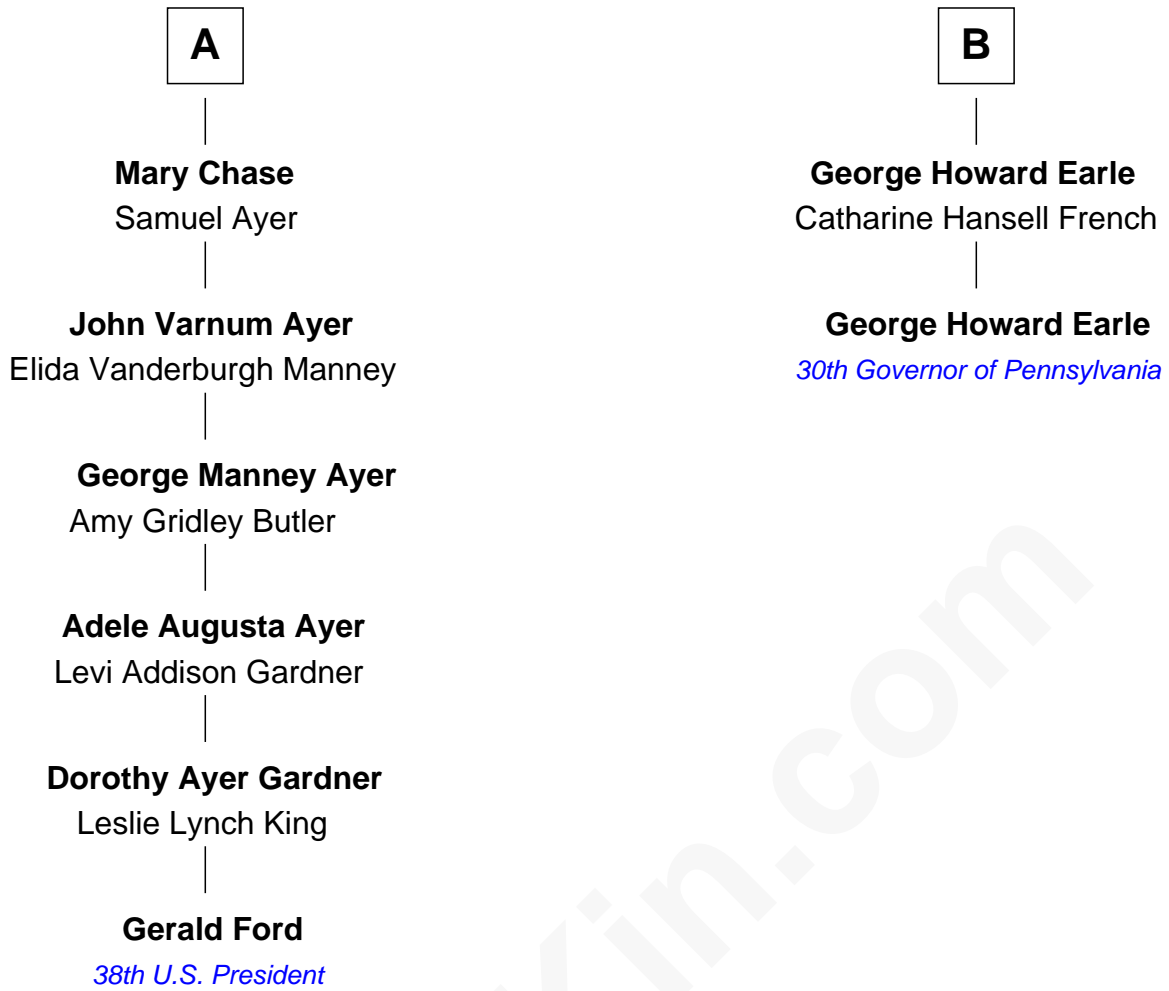 A
B
Mary Chase
Samuel Ayer
George Howard Earle
Catharine Hansell French
John Varnum Ayer
Elida Vanderburgh Manney
George Howard Earle
30th Governor of Pennsylvania
George Manney Ayer
Amy Gridley Butler
Adele Augusta Ayer
Levi Addison Gardner
Dorothy Ayer Gardner
Leslie Lynch King
Gerald Ford
38th U.S. President
Kin.com